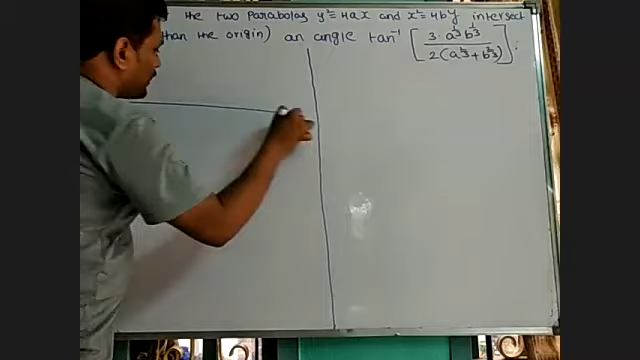 the two parabolas y² = 4ax and x² = 4by intersect
than the origin) an angle tan⁻¹ [ 3·a^{1/3} b^{1/3} / 2(a^{2/3} + b^{2/3}) ] :